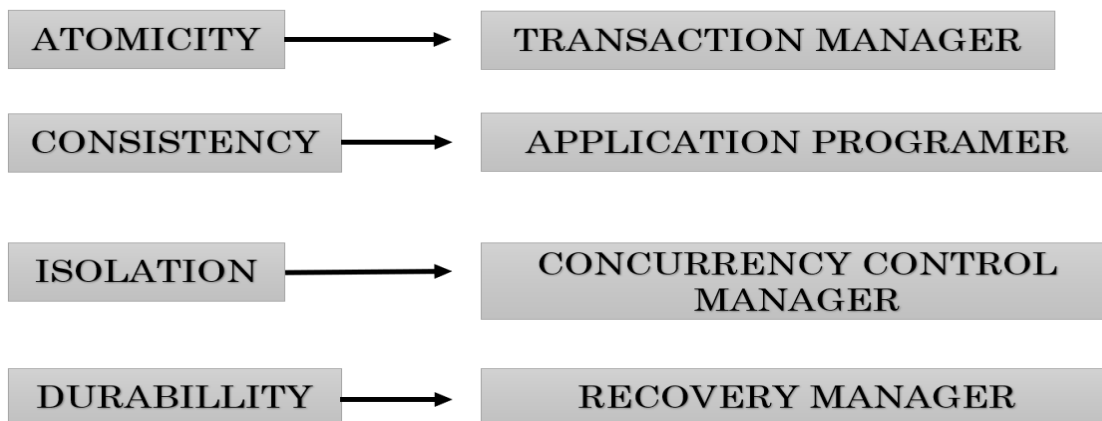 ATOMICITY
TRANSACTION MANAGER
CONSISTENCY
APPLICATION PROGRAMER
ISOLATION
CONCURRENCY CONTROL
MANAGER
DURABILLITY
RECOVERY MANAGER